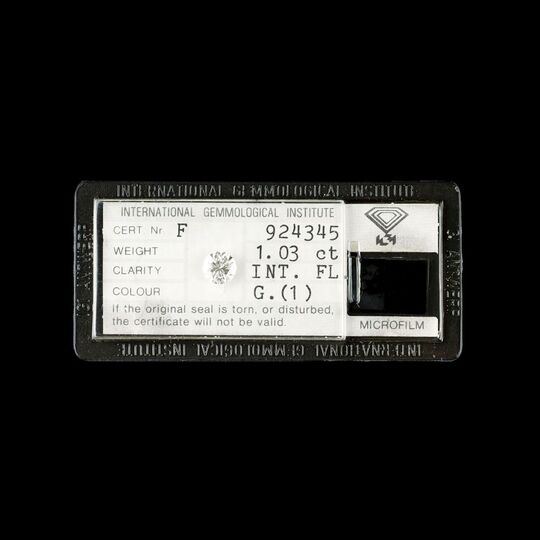 INTERNATIONAL GEMMOLOGICAL INSTITUTE
INTERNATIONAL GEMMOLOGICAL INSTITUTE
CERT. Nr. F 924345
WEIGHT 1.03 ct
CLARITY INT. FL
COLOUR G.(1)
If the original seal is torn, or disturbed,
the certificate will not be valid.
MICROFILM
INTERNATIONAL GEMMOLOGICAL INSTITUTE